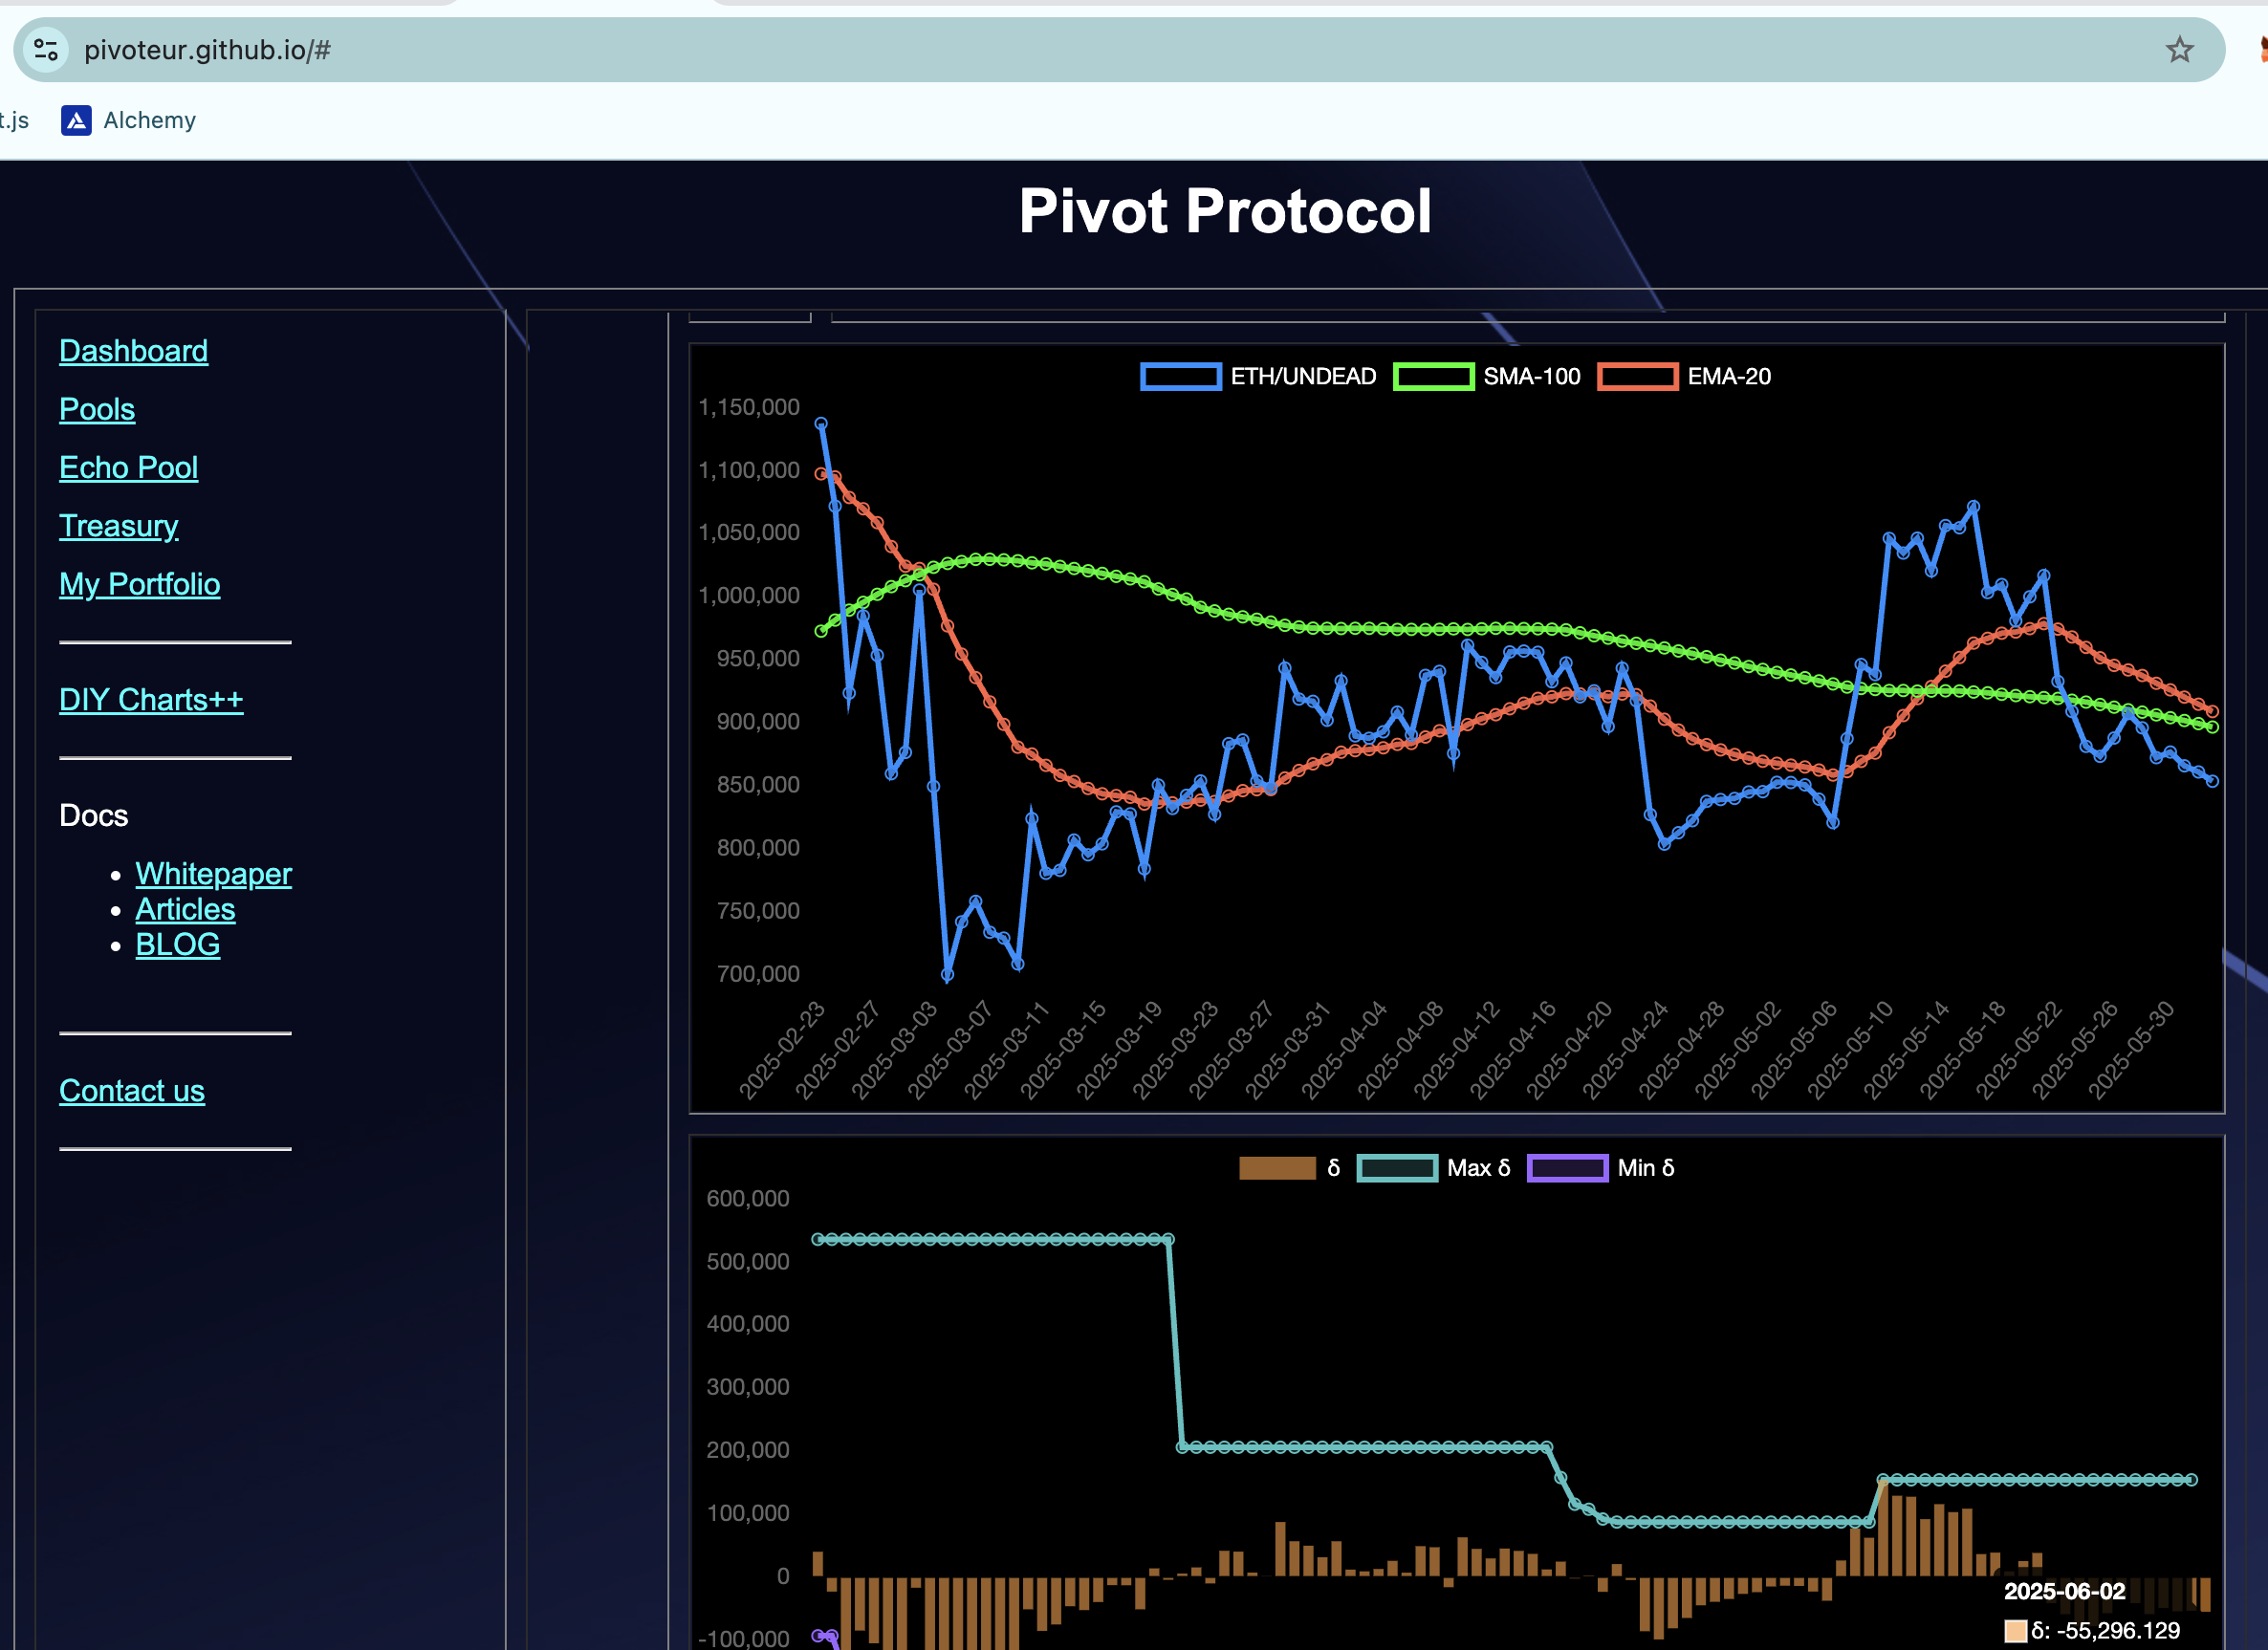 pivoteur.github.io/#
t.js Alchemy
Pivot Protocol
Dashboard
Pools
Echo Pool
Treasury
My Portfolio
DIY Charts++
Docs
Whitepaper
Articles
BLOG
Contact us
ETH/UNDEAD SMA-100 EMA-20
1,150,000
1,100,000
1,050,000
1,000,000
950,000
900,000
850,000
800,000
750,000
700,000
2025-02-23 2025-02-27 2025-03-03 2025-03-07 2025-03-11 2025-03-15 2025-03-19 2025-03-23 2025-03-27 2025-03-31 2025-04-04 2025-04-08 2025-04-12 2025-04-16 2025-04-20 2025-04-24 2025-04-28 2025-05-02 2025-05-06 2025-05-10 2025-05-14 2025-05-18 2025-05-22 2025-05-26 2025-05-30
δ Max δ Min δ
600,000
500,000
400,000
300,000
200,000
100,000
0
-100,000
2025-06-02
δ: -55,296.129